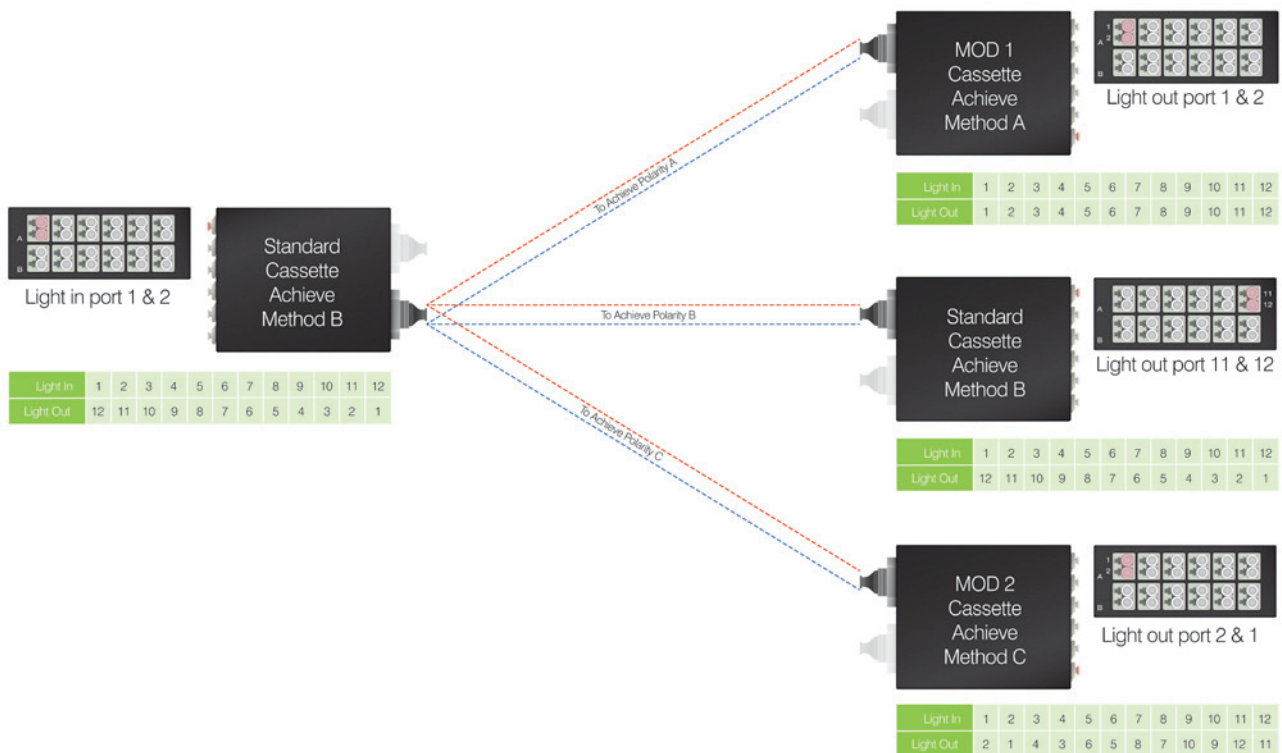 1
2
A
B
Light in port 1 & 2
Standard
Cassette
Achieve
Method B
Light In 1 2 3 4 5 6 7 8 9 10 11 12
Light Out 12 11 10 9 8 7 6 5 4 3 2 1
To Achieve Polarity A
To Achieve Polarity B
To Achieve Polarity C
MOD 1
Cassette
Achieve
Method A
A
B
Light out port 1 & 2
Light In 1 2 3 4 5 6 7 8 9 10 11 12
Light Out 1 2 3 4 5 6 7 8 9 10 11 12
Standard
Cassette
Achieve
Method B
A
B
11
12
Light out port 11 & 12
Light In 1 2 3 4 5 6 7 8 9 10 11 12
Light Out 12 11 10 9 8 7 6 5 4 3 2 1
MOD 2
Cassette
Achieve
Method C
1
2
A
B
Light out port 2 & 1
Light In 1 2 3 4 5 6 7 8 9 10 11 12
Light Out 2 1 4 3 6 5 8 7 10 9 12 11